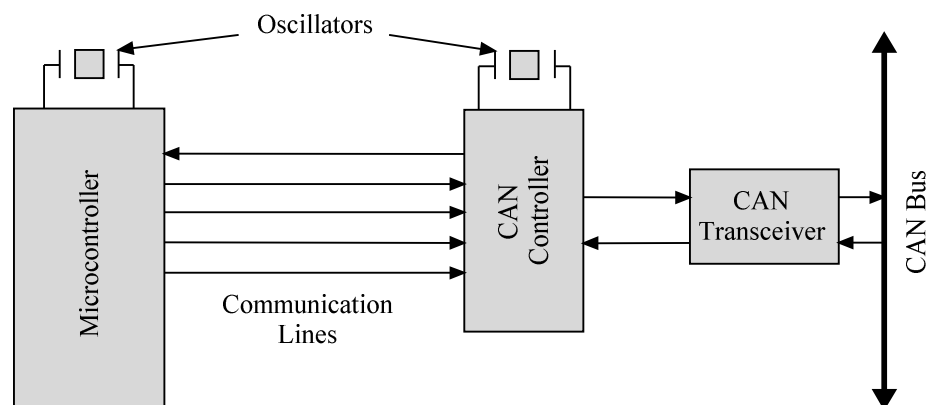 Oscillators
Microcontroller
Communication
Lines
CAN
Controller
CAN
Transceiver
CAN Bus